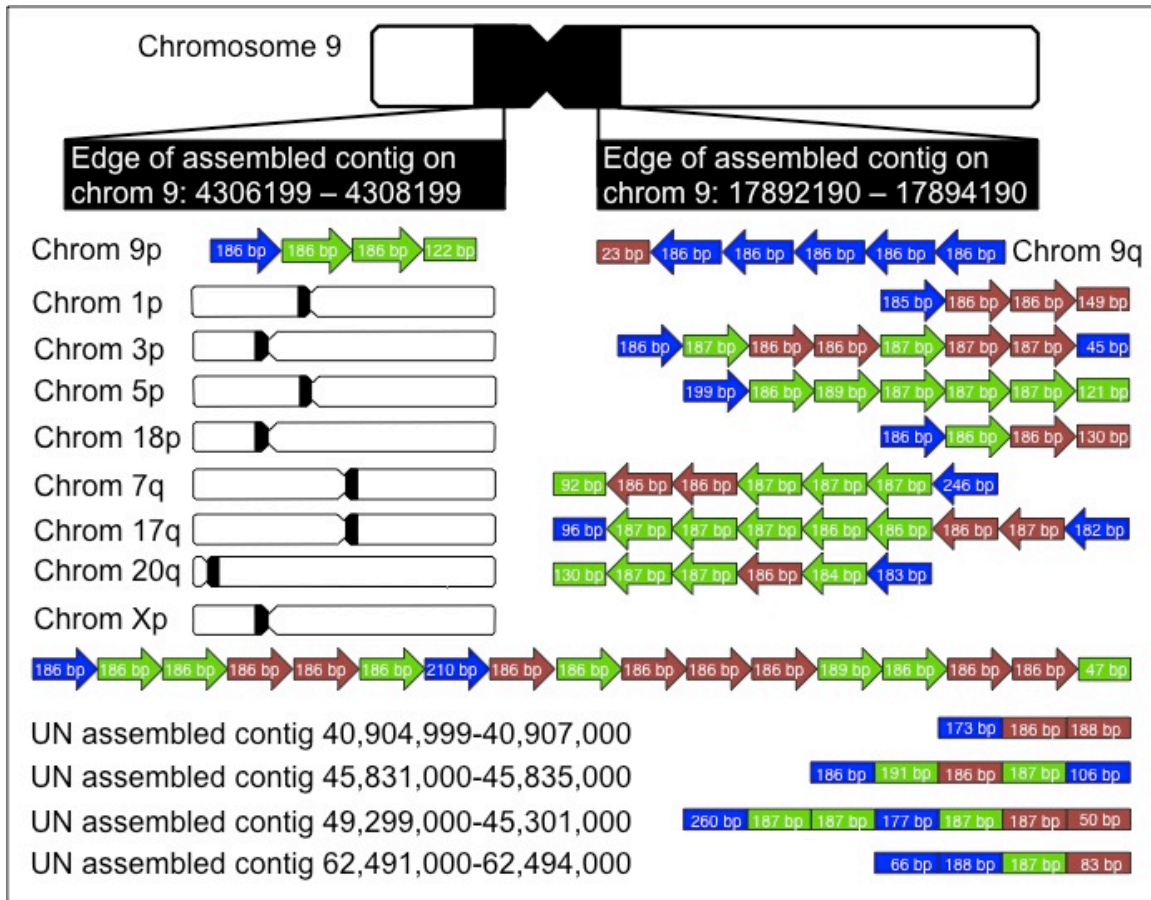 Chromosome 9
Edge of assembled contig on
chrom 9: 4306199 – 4308199
Edge of assembled contig on
chrom 9: 17892190 – 17894190
Chrom 9p
186 bp 186 bp 186 bp 122 bp
23 bp 186 bp 186 bp 186 bp 186 bp 186 bp
Chrom 9q
Chrom 1p
185 bp 186 bp 186 bp 149 bp
Chrom 3p
186 bp 187 bp 186 bp 186 bp 187 bp 187 bp 187 bp 45 bp
Chrom 5p
199 bp 186 bp 189 bp 187 bp 187 bp 187 bp 121 bp
Chrom 18p
186 bp 186 bp 186 bp 130 bp
Chrom 7q
92 bp 186 bp 186 bp 187 bp 187 bp 187 bp 246 bp
Chrom 17q
96 bp 187 bp 187 bp 187 bp 186 bp 186 bp 186 bp 187 bp 182 bp
Chrom 20q
130 bp 187 bp 187 bp 186 bp 184 bp 183 bp
Chrom Xp
186 bp 186 bp 186 bp 186 bp 186 bp 186 bp 210 bp 186 bp 186 bp 186 bp 186 bp 186 bp 189 bp 186 bp 186 bp 186 bp 47 bp
UN assembled contig 40,904,999-40,907,000
173 bp 186 bp 188 bp
UN assembled contig 45,831,000-45,835,000
186 bp 191 bp 186 bp 187 bp 106 bp
UN assembled contig 49,299,000-45,301,000
260 bp 187 bp 187 bp 177 bp 187 bp 187 bp 50 bp
UN assembled contig 62,491,000-62,494,000
66 bp 188 bp 187 bp 83 bp